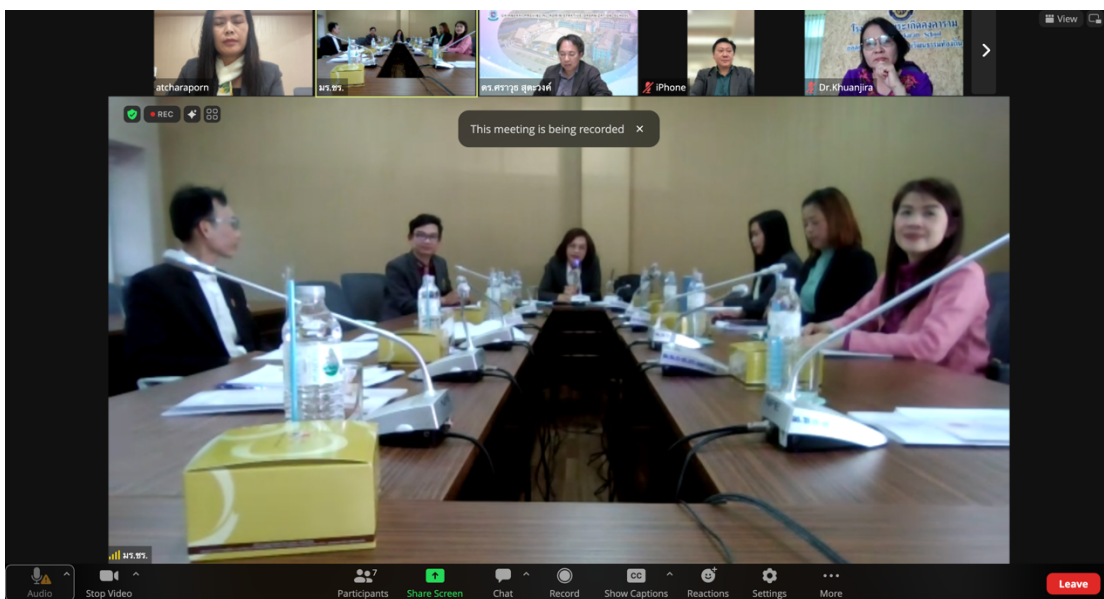 View
atcharaporn
มร.ชร.
ดร.ศราวุธ สุตะวงค์
iPhone
Dr.Khuanjira
REC
This meeting is being recorded
มร.ชร.
Audio
Stop Video
7
Participants
Share Screen
Chat
Record
CC
Show Captions
Reactions
Settings
More
Leave